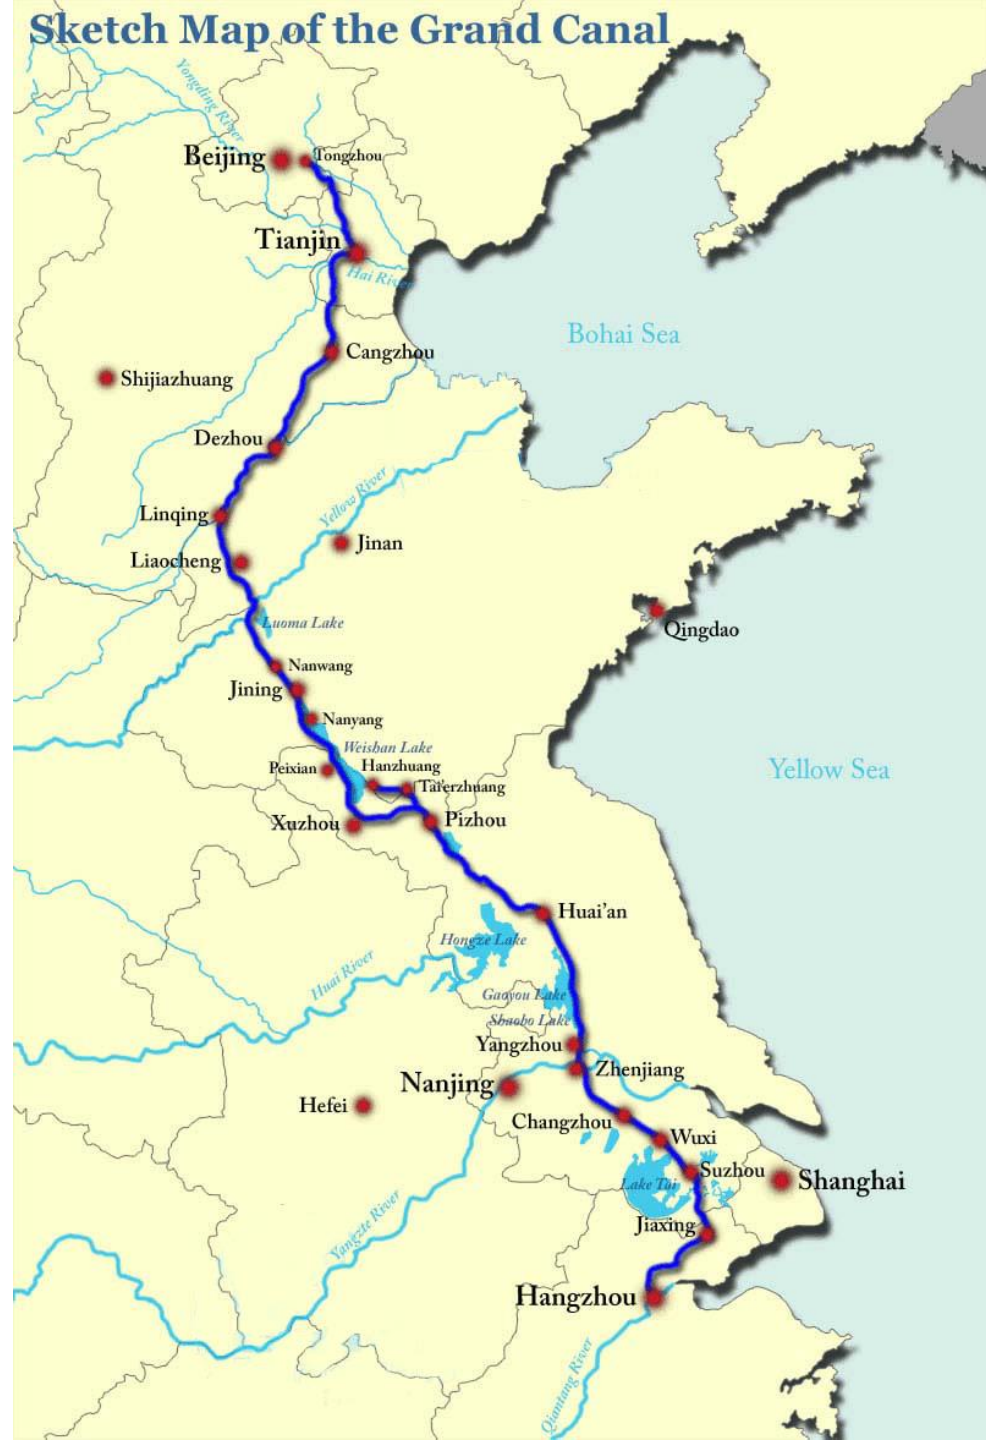 Sketch Map of the Grand Canal
Yongding River
Beijing
Tongzhou
Tianjin
Hai River
Bohai Sea
Cangzhou
Shijiazhuang
Dezhou
Yellow River
Linqing
Jinan
Liaocheng
Luoma Lake
Qingdao
Nanwang
Jining
Nanyang
Weishan Lake
Peixian
Hanzhuang
Yellow Sea
Tai'erzhuang
Xuzhou
Pizhou
Huai'an
Hongze Lake
Huai River
Gaoyou Lake
Shaobo Lake
Yangzhou
Zhenjiang
Nanjing
Hefei
Changzhou
Wuxi
Suzhou
Lake Tai
Shanghai
Yangzte River
Jiaxing
Hangzhou
Qiantang River